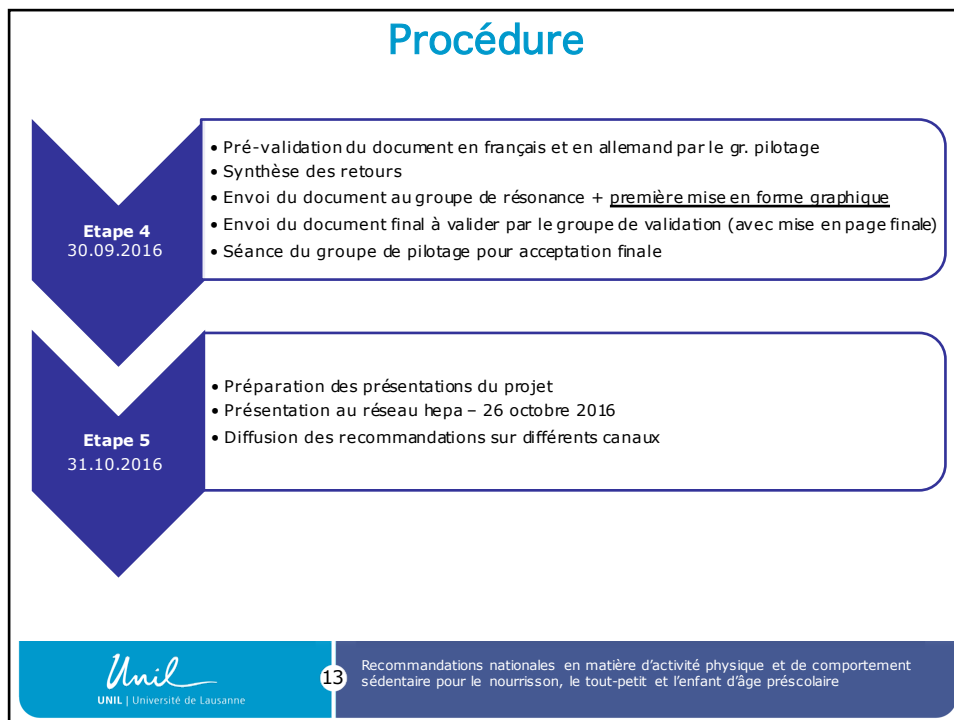 Procédure
Etape 4
30.09.2016
• Pré-validation du document en français et en allemand par le gr. pilotage
• Synthèse des retours
• Envoi du document au groupe de résonance + première mise en forme graphique
• Envoi du document final à valider par le groupe de validation (avec mise en page finale)
• Séance du groupe de pilotage pour acceptation finale
Etape 5
31.10.2016
• Préparation des présentations du projet
• Présentation au réseau hepa – 26 octobre 2016
• Diffusion des recommandations sur différents canaux
Unil
UNIL | Université de Lausanne
13
Recommandations nationales en matière d’activité physique et de comportement
sédentaire pour le nourrisson, le tout-petit et l’enfant d’âge préscolaire